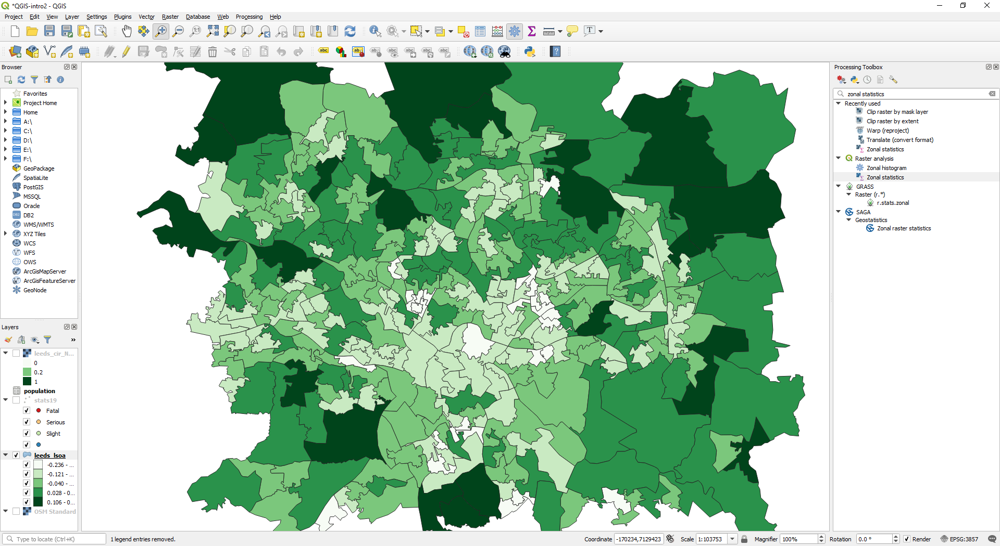 *QGIS-intro2 - QGIS
Project Edit View Layer Settings Plugins Vector Raster Database Web Processing Help
Browser
Favorites
Project Home
Home
A:\
C:\
D:\
E:\
F:\
GeoPackage
SpatiaLite
PostGIS
MSSQL
Oracle
DB2
WMS/WMTS
XYZ Tiles
WCS
WFS
OWS
ArcGisMapServer
ArcGisFeatureServer
GeoNode
Layers
leeds_cir_N...
0
0.2
1
population
stats19
Fatal
Serious
Slight
leeds_lsoa
-0.236 - ...
-0.121 - ...
-0.040 - ...
0.028 - 0...
0.106 - 0...
OSM Standard
Processing Toolbox
zonal statistics
Recently used
Clip raster by mask layer
Clip raster by extent
Warp (reproject)
Translate (convert format)
Zonal statistics
Raster analysis
Zonal histogram
Zonal statistics
GRASS
Raster (r.*)
r.stats.zonal
SAGA
Geostatistics
Zonal raster statistics
Type to locate (Ctrl+K) 1 legend entries removed. Coordinate -170234,7129423 Scale 1:103753 Magnifier 100% Rotation 0.0 ° Render EPSG:3857